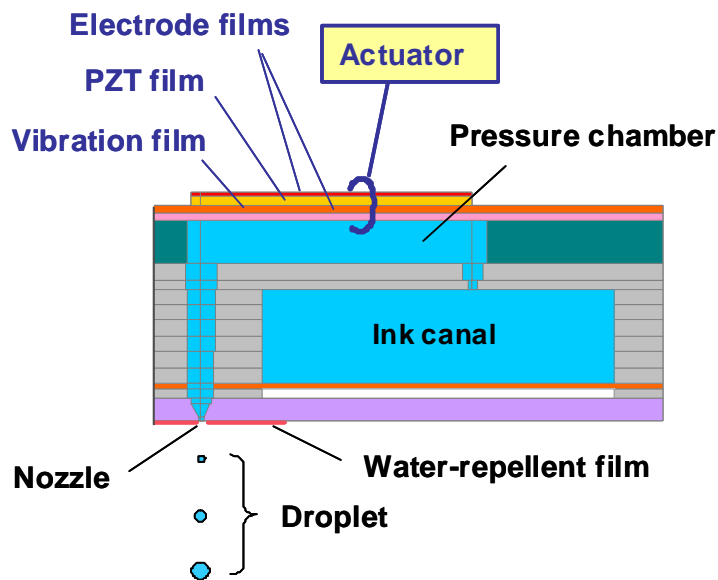 Electrode films
Actuator
PZT film
Vibration film
Pressure chamber
Ink canal
Nozzle
Water-repellent film
Droplet